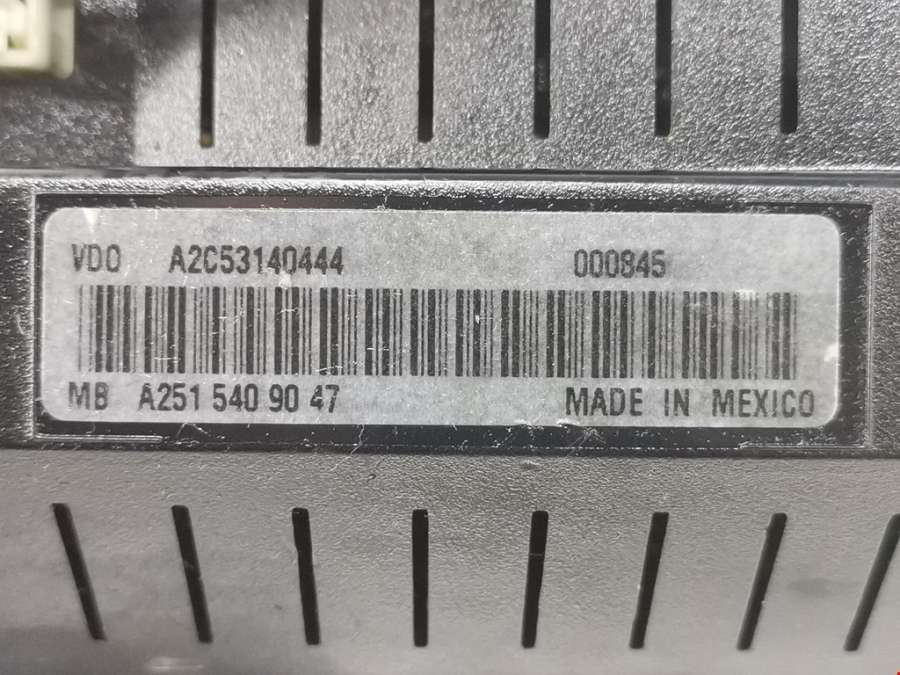 VDO A2C53140444 000845
MB A251 540 90 47 MADE IN MEXICO